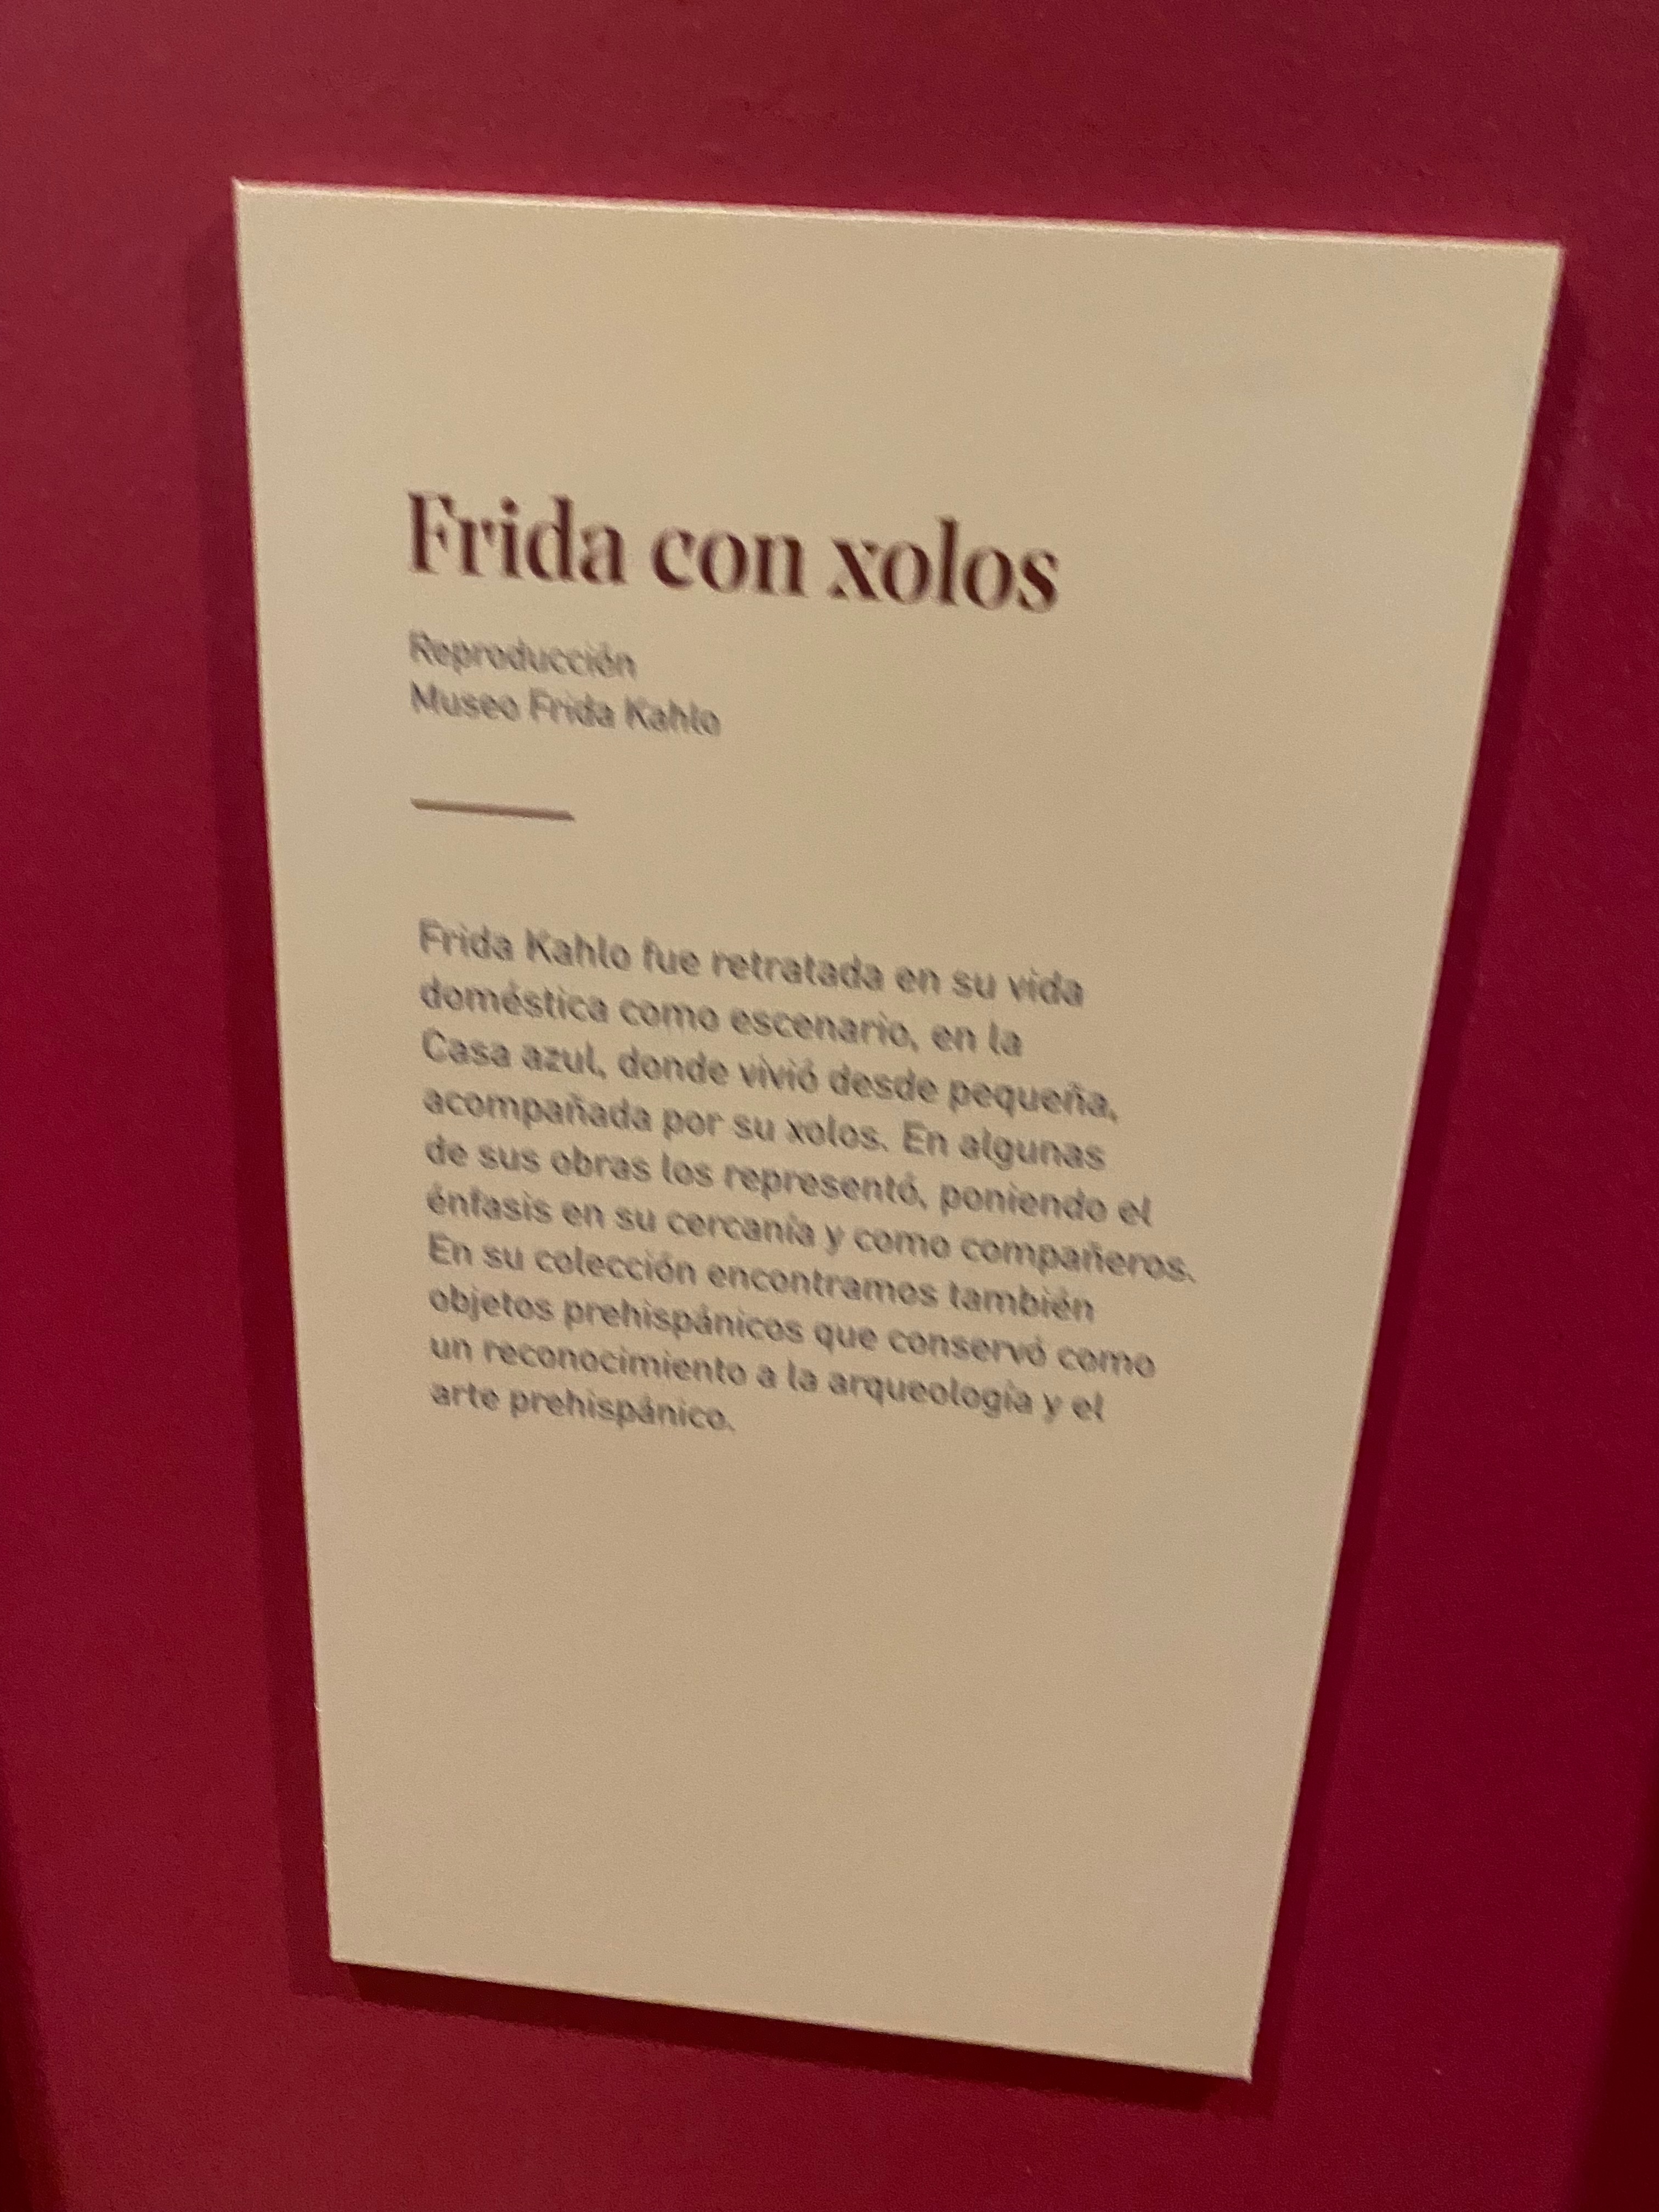 Frida con xolos
Reproducción
Museo Frida Kahlo
Frida Kahlo fue retratada en su vida
doméstica como escenario, en la
Casa azul, donde vivió desde pequeña,
acompañada por su xolos. En algunas
de sus obras los representó, poniendo el
énfasis en su cercanía y como compañeros.
En su colección encontramos también
objetos prehispánicos que conservó como
un reconocimiento a la arqueología y el
arte prehispánico.